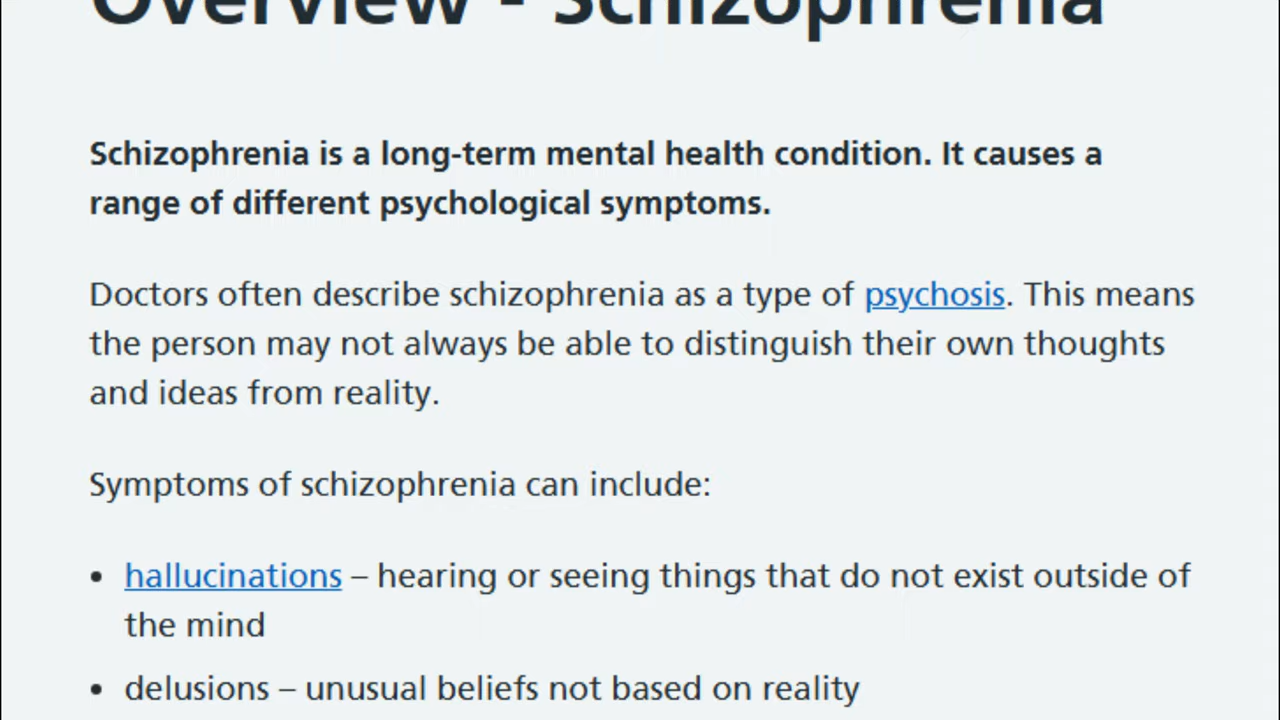 Overview - Schizophrenia
Schizophrenia is a long-term mental health condition. It causes a
range of different psychological symptoms.
Doctors often describe schizophrenia as a type of psychosis. This means
the person may not always be able to distinguish their own thoughts
and ideas from reality.
Symptoms of schizophrenia can include:
• hallucinations – hearing or seeing things that do not exist outside of
the mind
• delusions – unusual beliefs not based on reality